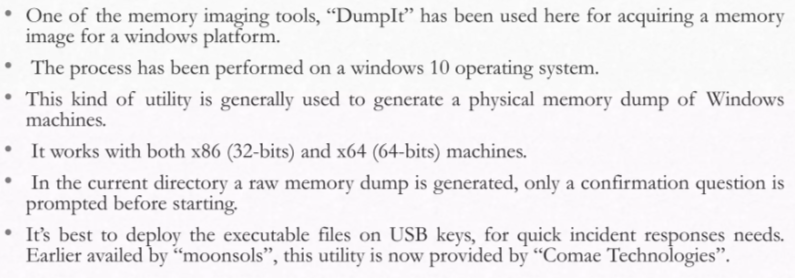 • One of the memory imaging tools, “DumpIt” has been used here for acquiring a memory
image for a windows platform.
• The process has been performed on a windows 10 operating system.
• This kind of utility is generally used to generate a physical memory dump of Windows
machines.
• It works with both x86 (32-bits) and x64 (64-bits) machines.
• In the current directory a raw memory dump is generated, only a confirmation question is
prompted before starting.
• It’s best to deploy the executable files on USB keys, for quick incident responses needs.
Earlier availed by “moonsols”, this utility is now provided by “Comae Technologies”.